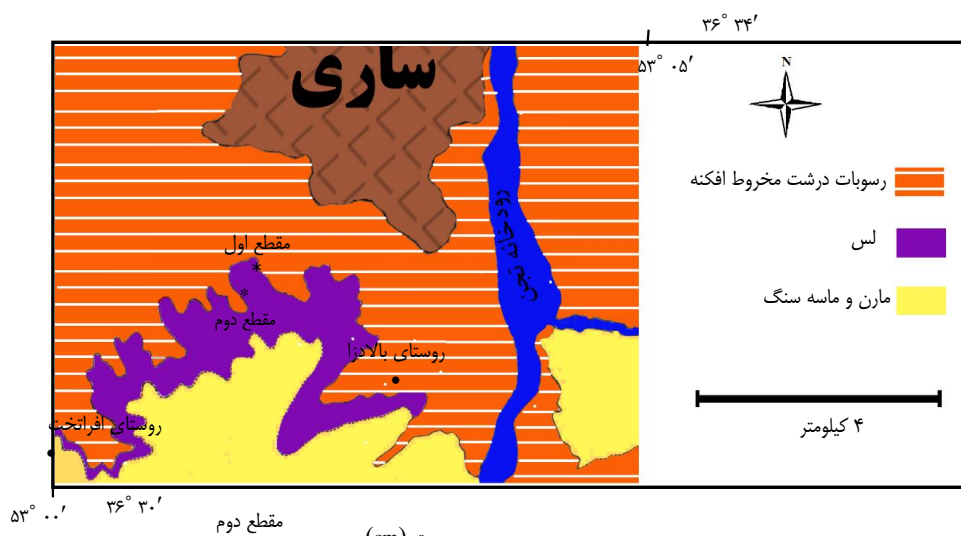 ۳۶° ۳۴′
۵۳° ۰۵′
N
ساری
رودخانه تجن
رسوبات درشت مخروط افکنه
لس
مارن و ماسه سنگ
۴ کیلومتر
مقطع اول
*
*
مقطع دوم
روستای بالادزا
روستای افراتخت
۵۳° ۰۰′
۳۶° ۳۰′
مقطع دوم
(cm)